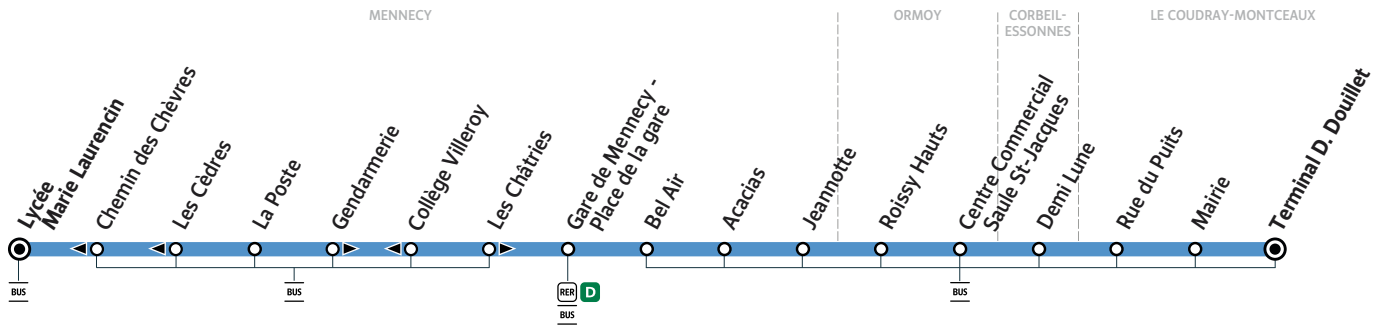 MENNECY
ORMOY
CORBEIL-
ESSONNES
LE COUDRAY-MONTCEAUX
Lycée
Marie Laurencin
Chemin des Chèvres
Les Cèdres
La Poste
Gendarmerie
Collège Villeroy
Les Châtries
Gare de Mennecy -
Place de la gare
Bel Air
Acacias
Jeannotte
Roissy Hauts
Centre Commercial
Saule St-Jacques
Demi Lune
Rue du Puits
Mairie
Terminal D. Douillet
BUS
BUS
RER D
BUS
BUS